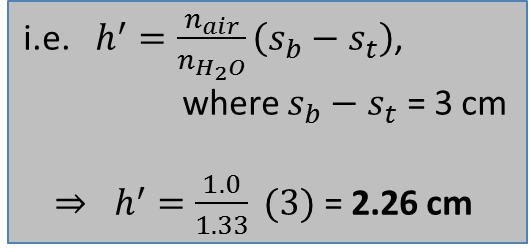 i.e. h′ = n_air / n_H₂O (s_b − s_t),
where s_b − s_t = 3 cm
⇒ h′ = 1.0 / 1.33 (3) = 2.26 cm